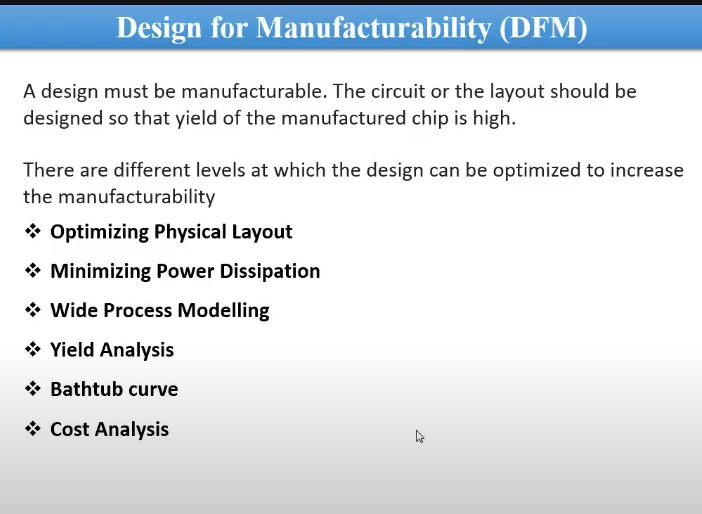 Design for Manufacturability (DFM)
A design must be manufacturable. The circuit or the layout should be
designed so that yield of the manufactured chip is high.
There are different levels at which the design can be optimized to increase
the manufacturability
❖ Optimizing Physical Layout
❖ Minimizing Power Dissipation
❖ Wide Process Modelling
❖ Yield Analysis
❖ Bathtub curve
❖ Cost Analysis